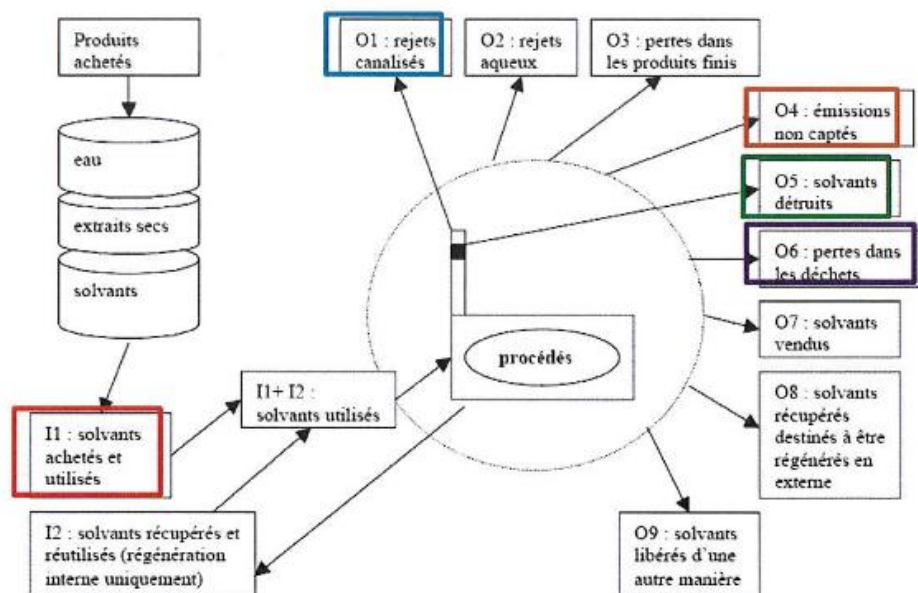 Produits
achetés
eau
extraits secs
solvants
I1 : solvants
achetés et
utilisés
I2 : solvants récupérés et
réutilisés (régénération
interne uniquement)
I1+ I2 :
solvants utilisés
procédés
O1 : rejets
canalisés
O2 : rejets
aqueux
O3 : pertes dans
les produits finis
O4 : émissions
non captés
O5 : solvants
détruits
O6 : pertes dans
les déchets
O7 : solvants
vendus
O8 : solvants
récupérés
destinés à être
régénérés en
externe
O9 : solvants
libérés d'une
autre manière